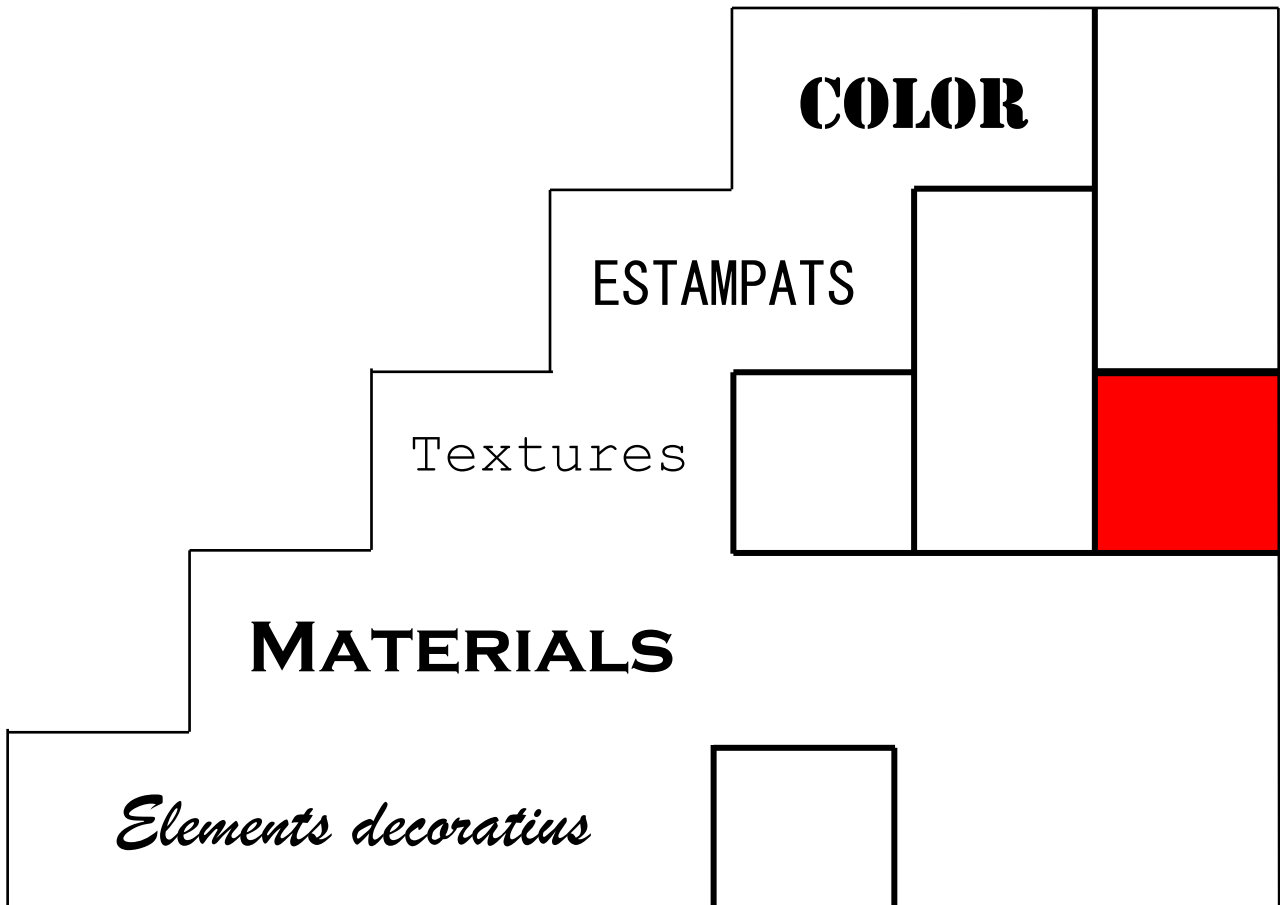 COLOR
ESTAMPATS
Textures
MATERIALS
Elements decoratius